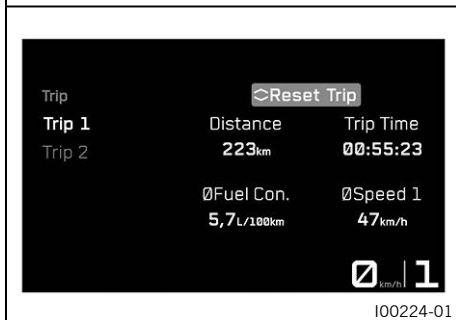 Trip
Reset Trip
Trip 1 Distance Trip Time
Trip 2 223km 00:55:23
ØFuel Con. ØSpeed 1
5,7L/100km 47km/h
0 km/h 1
I00224-01